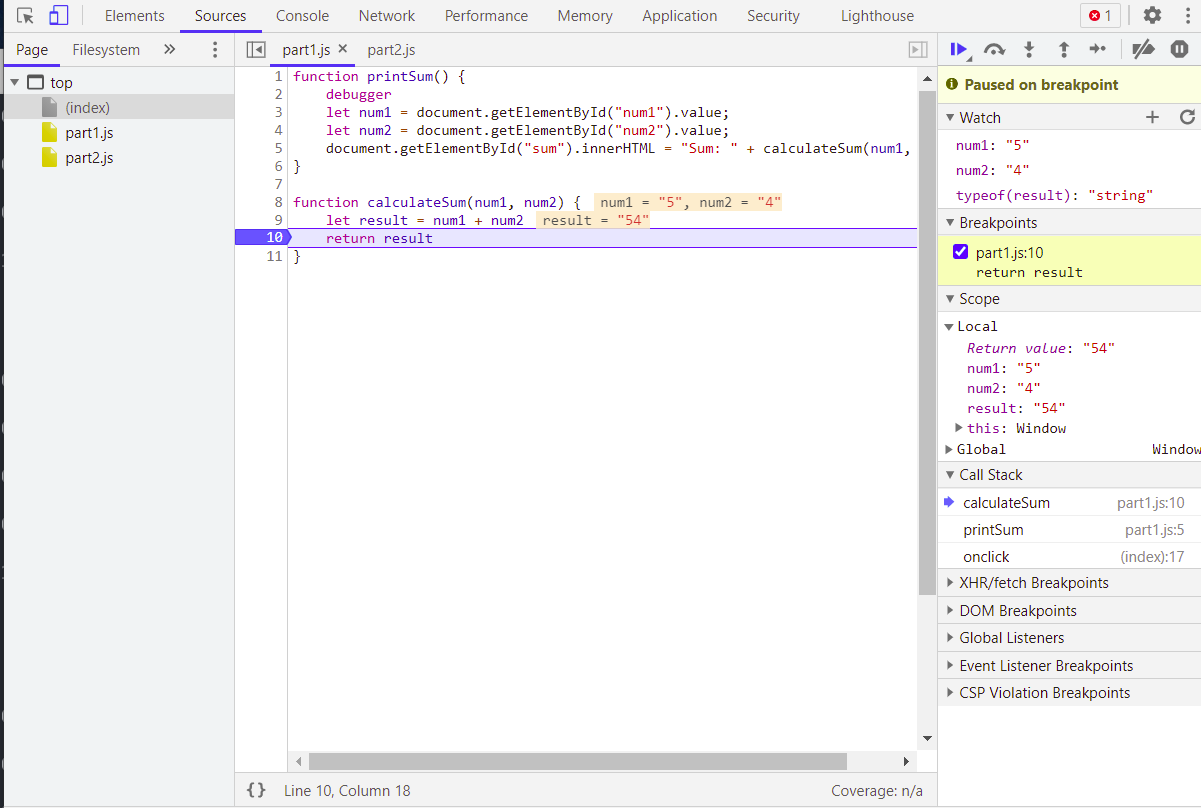 Elements Sources Console Network Performance Memory Application Security Lighthouse 1
Page Filesystem » part1.js × part2.js
top
(index)
part1.js
part2.js
1 function printSum() {
2 debugger
3 let num1 = document.getElementById("num1").value;
4 let num2 = document.getElementById("num2").value;
5 document.getElementById("sum").innerHTML = "Sum: " + calculateSum(num1,
6 }
7
8 function calculateSum(num1, num2) { num1 = "5", num2 = "4"
9 let result = num1 + num2 result = "54"
10 return result
11 }
{} Line 10, Column 18 Coverage: n/a
Paused on breakpoint
Watch
num1: "5"
num2: "4"
typeof(result): "string"
Breakpoints
part1.js:10
return result
Scope
Local
Return value: "54"
num1: "5"
num2: "4"
result: "54"
this: Window
Global Window
Call Stack
calculateSum part1.js:10
printSum part1.js:5
onclick (index):17
XHR/fetch Breakpoints
DOM Breakpoints
Global Listeners
Event Listener Breakpoints
CSP Violation Breakpoints